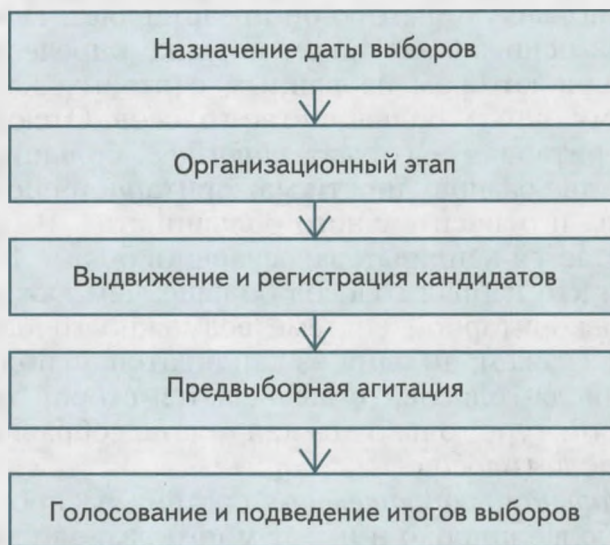 Назначение даты выборов
Организационный этап
Выдвижение и регистрация кандидатов
Предвыборная агитация
Голосование и подведение итогов выборов